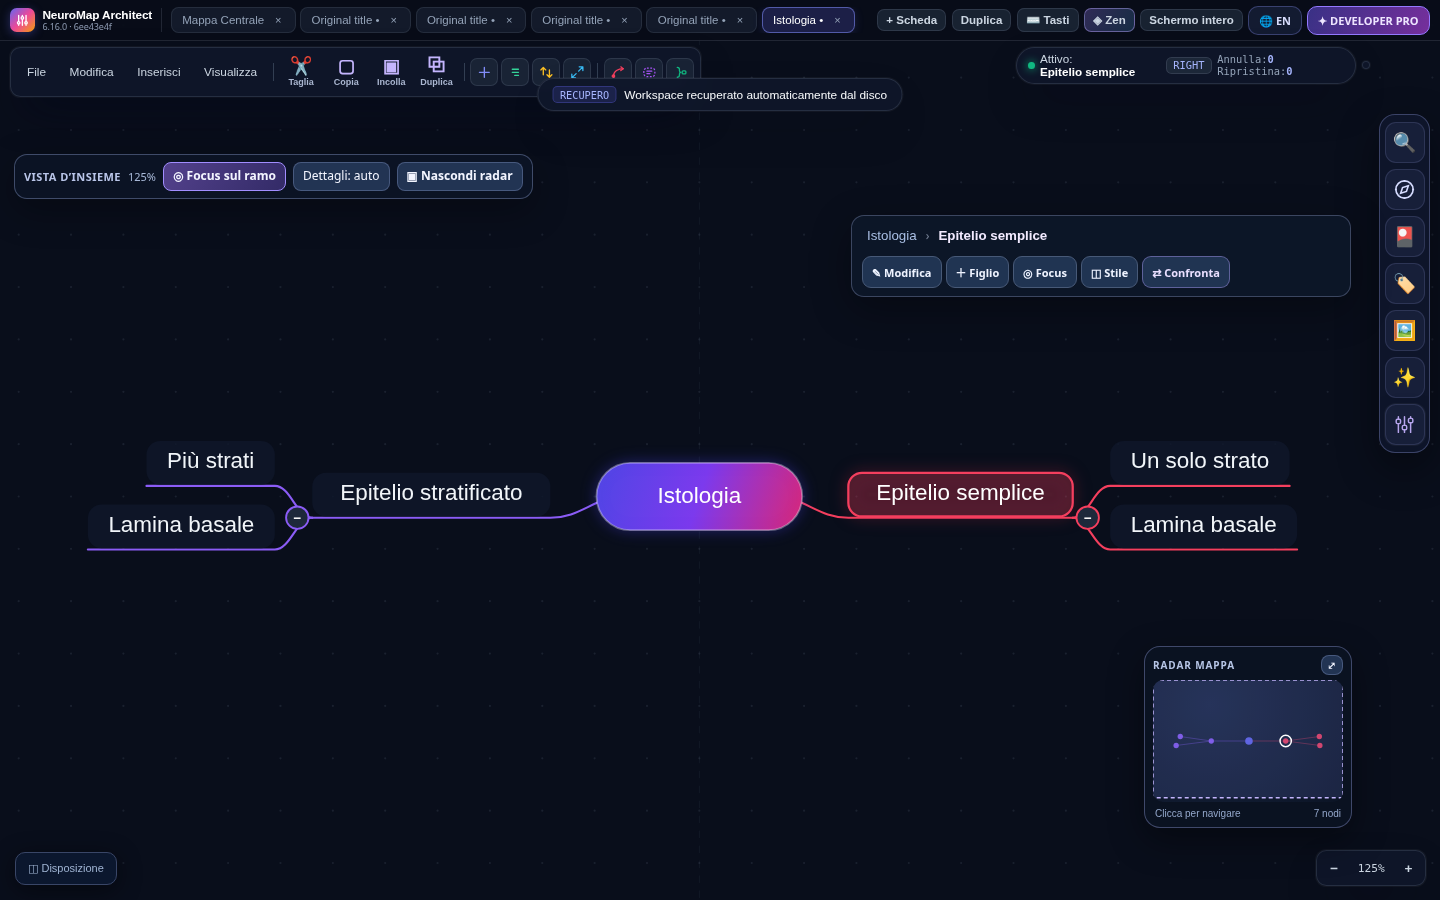 NeuroMap Architect
6.16.0 · 6ee43e4f
Mappa Centrale ×
Original title • ×
Original title • ×
Original title • ×
Original title • ×
Istologia • ×
+ Scheda
Duplica
Tasti
◈ Zen
Schermo intero
EN
✦ DEVELOPER PRO
File
Modifica
Inserisci
Visualizza
Taglia
Copia
Incolla
Duplica
Attivo:
Epitelio semplice
RIGHT
Annulla:0
Ripristina:0
RECUPERO Workspace recuperato automaticamente dal disco
VISTA D'INSIEME 125% ◎ Focus sul ramo Dettagli: auto ▣ Nascondi radar
Istologia › Epitelio semplice
✎ Modifica + Figlio ◎ Focus ◫ Stile ⇄ Confronta
Più strati
Lamina basale
−
Epitelio stratificato
Istologia
Epitelio semplice
−
Un solo strato
Lamina basale
RADAR MAPPA
Clicca per navigare 7 nodi
◫ Disposizione
− 125% +